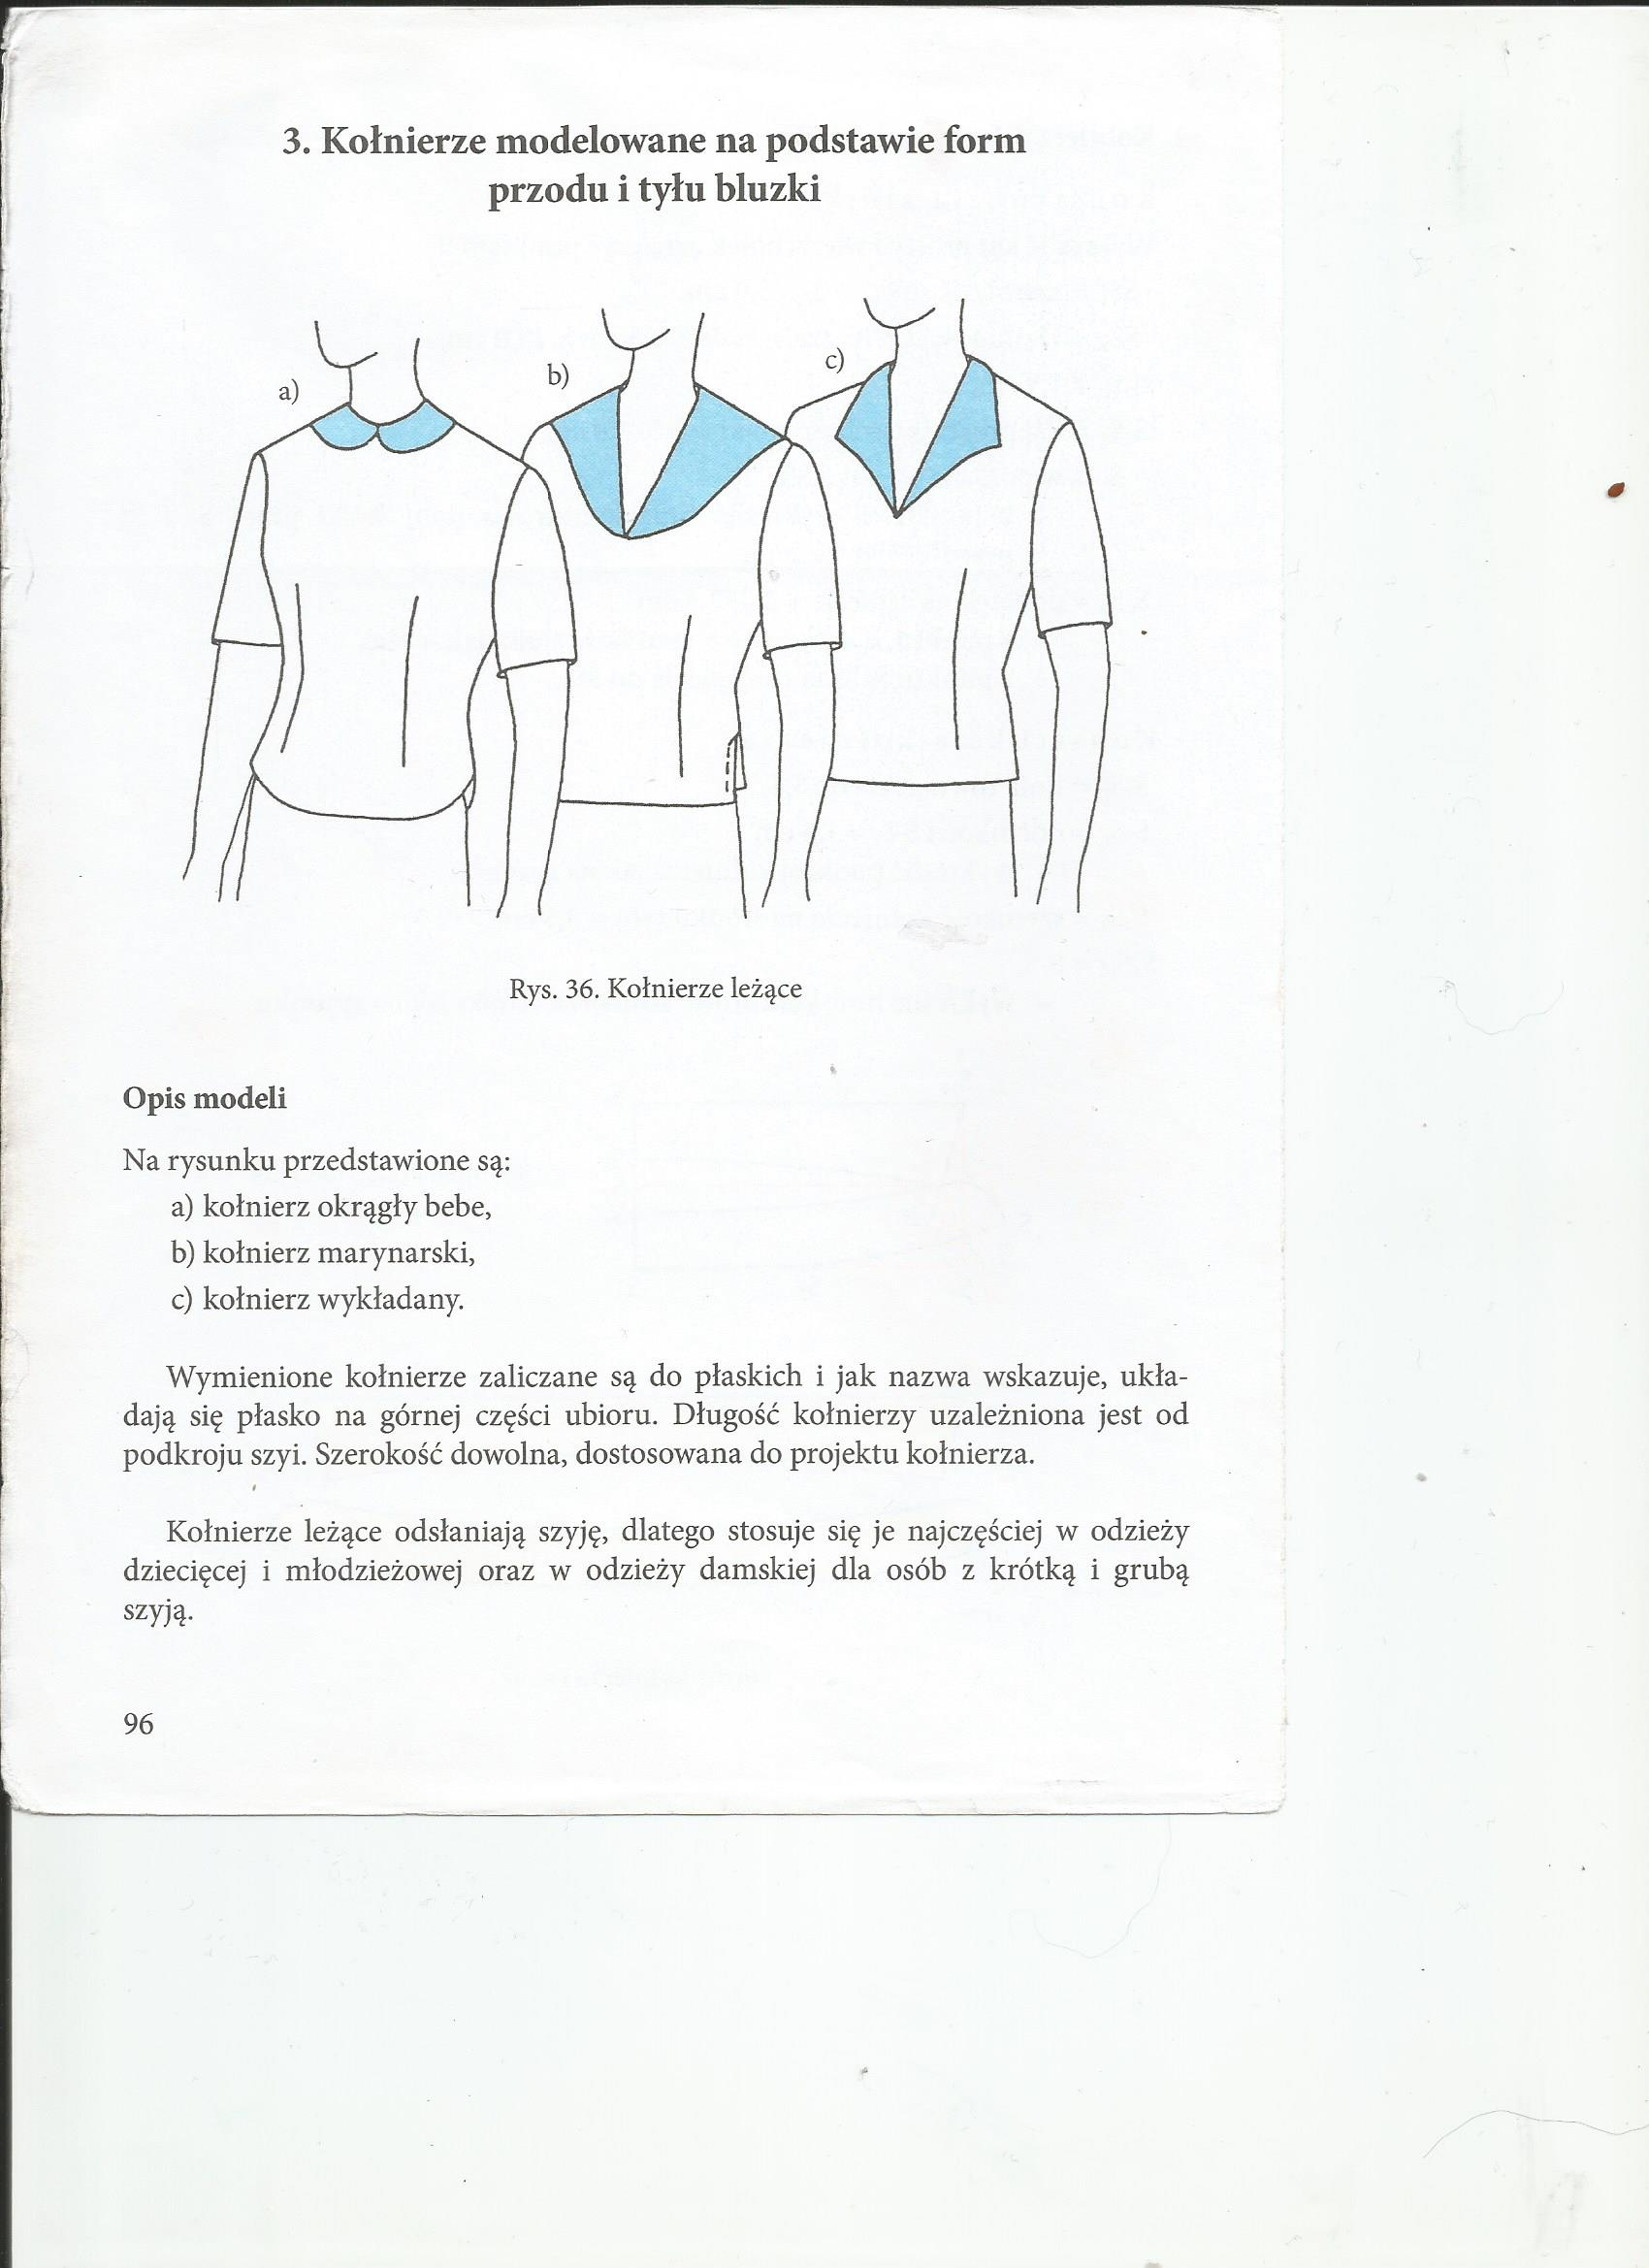 3. Kołnierze modelowane na podstawie form
przodu i tyłu bluzki
a)
b)
c)
Rys. 36. Kołnierze leżące
Opis modeli
Na rysunku przedstawione są:
a) kołnierz okrągły bebe,
b) kołnierz marynarski,
c) kołnierz wykładany.
Wymienione kołnierze zaliczane są do płaskich i jak nazwa wskazuje, ukła-
dają się płasko na górnej części ubioru. Długość kołnierzy uzależniona jest od
podkroju szyi. Szerokość dowolna, dostosowana do projektu kołnierza.
Kołnierze leżące odsłaniają szyję, dlatego stosuje się je najczęściej w odzieży
dziecięcej i młodzieżowej oraz w odzieży damskiej dla osób z krótką i grubą
szyją.
96